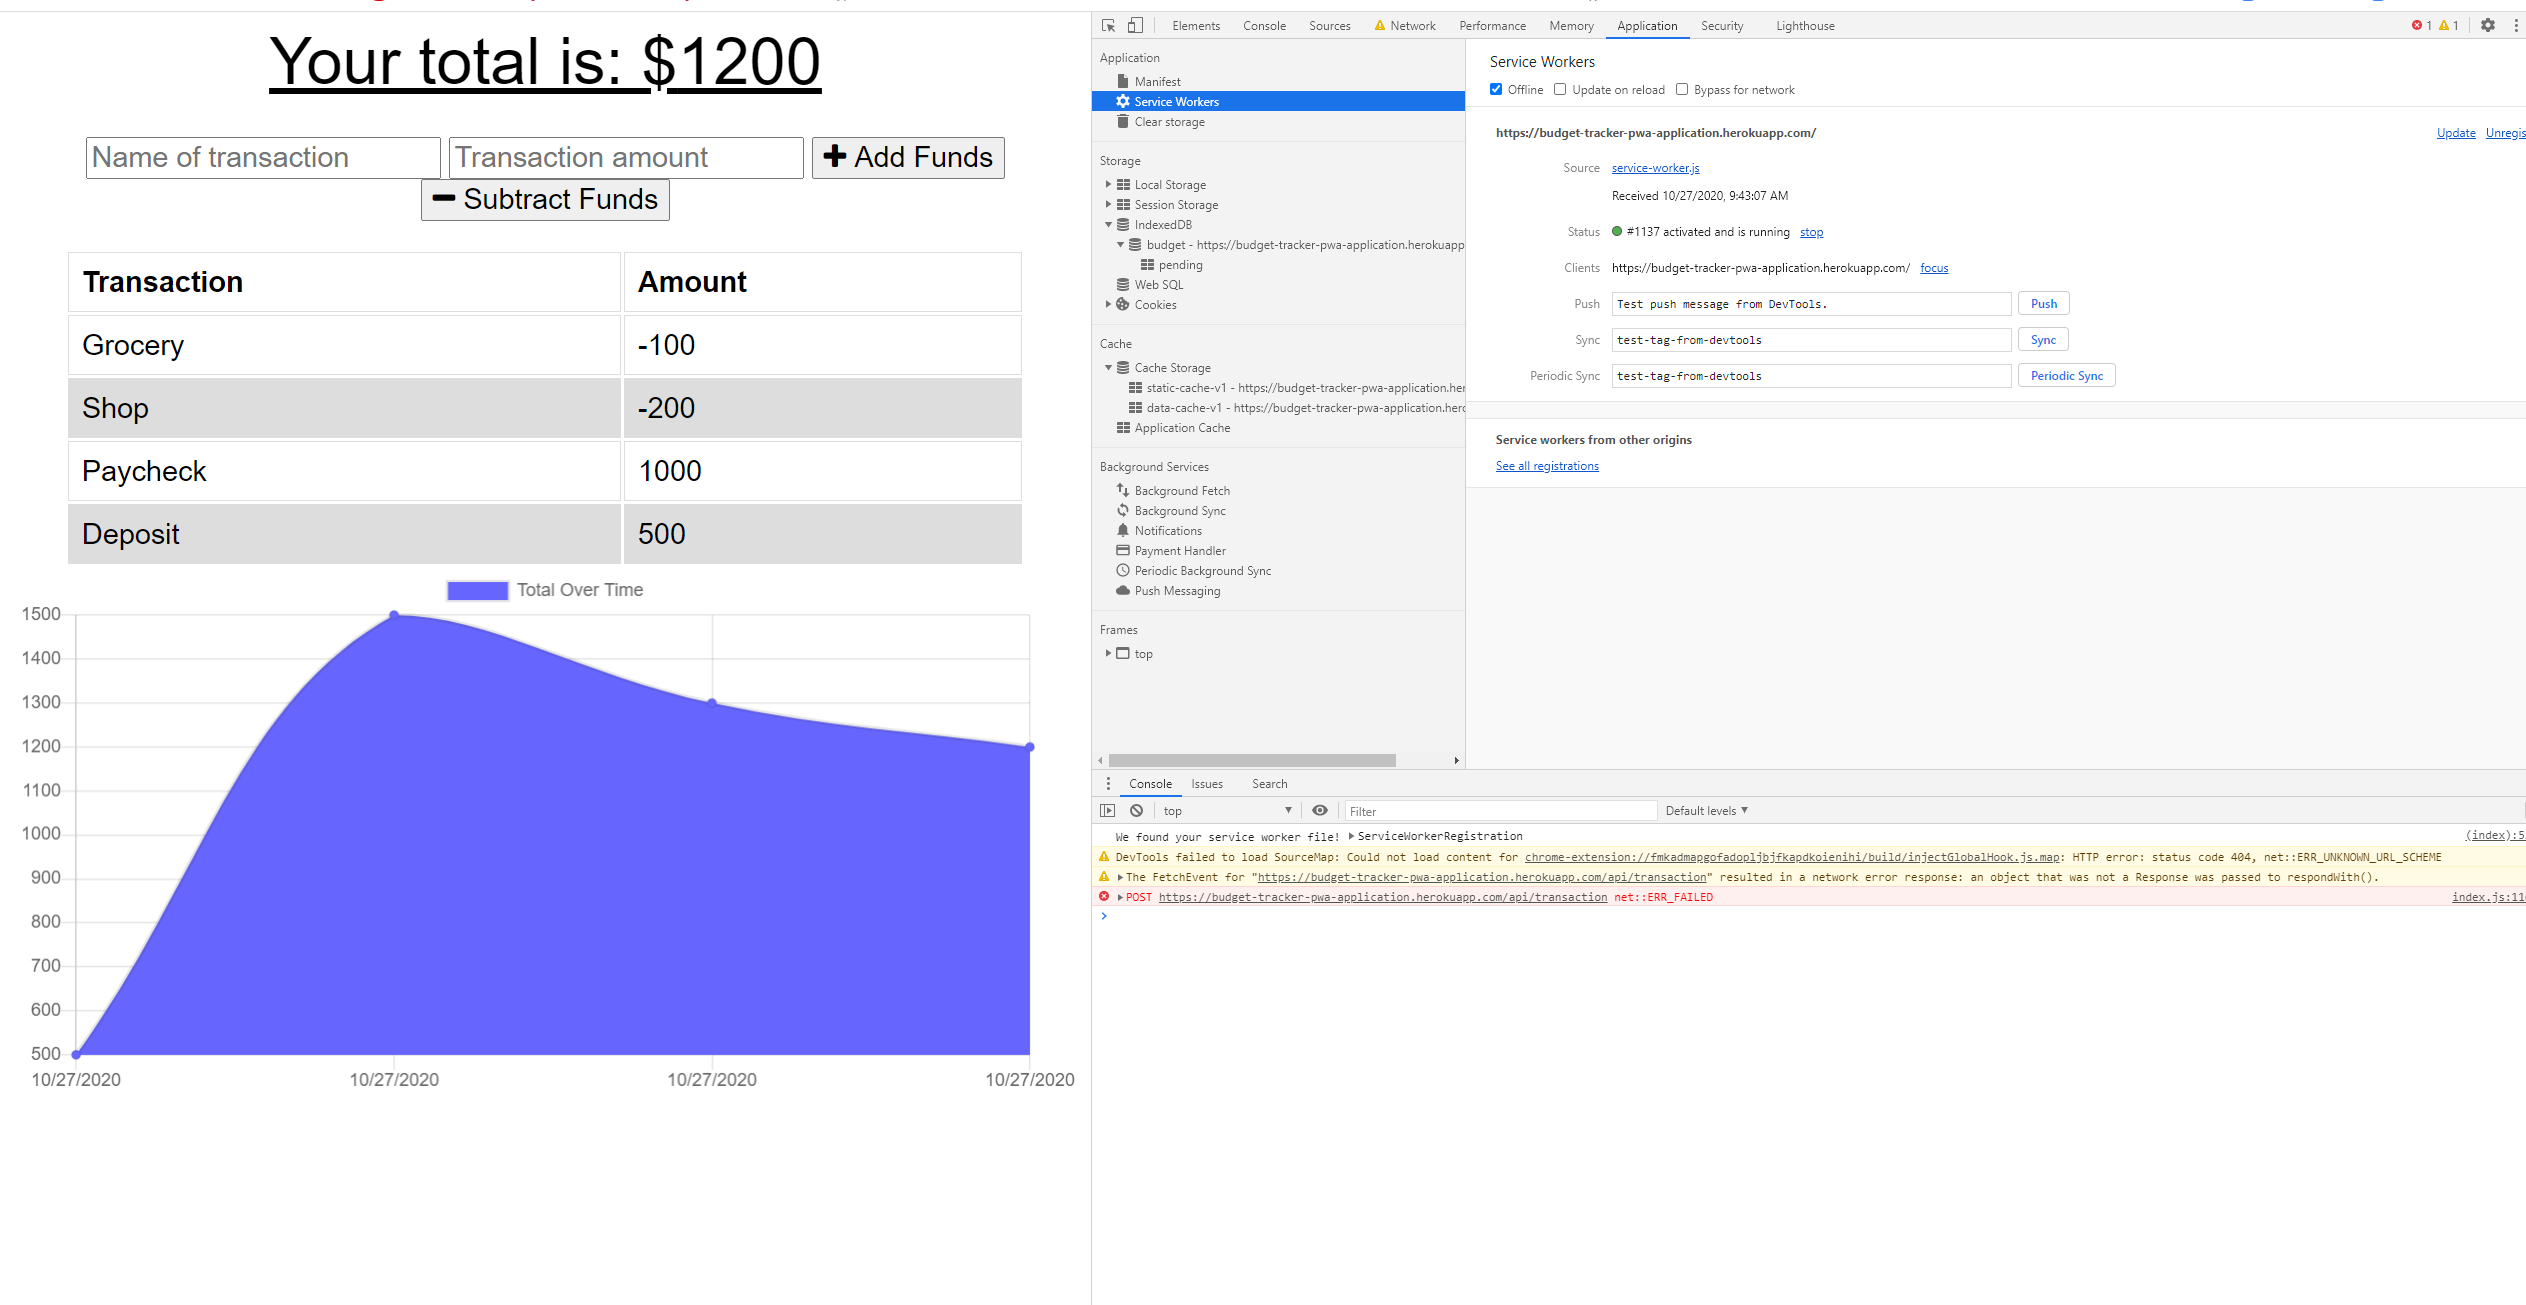 Your total is: $1200
Name of transaction Transaction amount Add Funds
Subtract Funds
Transaction Amount
Grocery -100
Shop -200
Paycheck 1000
Deposit 500
Total Over Time
1500
1400
1300
1200
1100
1000
900
800
700
600
500
10/27/2020 10/27/2020 10/27/2020 10/27/2020
Elements Console Sources Network Performance Memory Application Security Lighthouse 1 1
Application
Manifest
Service Workers
Clear storage
Storage
Local Storage
Session Storage
IndexedDB
budget - https://budget-tracker-pwa-application.herokuapp
pending
Web SQL
Cookies
Cache
Cache Storage
static-cache-v1 - https://budget-tracker-pwa-application.her
data-cache-v1 - https://budget-tracker-pwa-application.hero
Application Cache
Background Services
Background Fetch
Background Sync
Notifications
Payment Handler
Periodic Background Sync
Push Messaging
Frames
top
Service Workers
Offline Update on reload Bypass for network
https://budget-tracker-pwa-application.herokuapp.com/ Update Unregis
Source service-worker.js
Received 10/27/2020, 9:43:07 AM
Status #1137 activated and is running stop
Clients https://budget-tracker-pwa-application.herokuapp.com/ focus
Push Test push message from DevTools. Push
Sync test-tag-from-devtools Sync
Periodic Sync test-tag-from-devtools Periodic Sync
Service workers from other origins
See all registrations
Console Issues Search
top Filter Default levels
We found your service worker file! ServiceWorkerRegistration (index):5
DevTools failed to load SourceMap: Could not load content for chrome-extension://fmkadmapgofadopljbjfkapdkoienihi/build/injectGlobalHook.js.map: HTTP error: status code 404, net::ERR_UNKNOWN_URL_SCHEME
The FetchEvent for "https://budget-tracker-pwa-application.herokuapp.com/api/transaction" resulted in a network error response: an object that was not a Response was passed to respondWith().
POST https://budget-tracker-pwa-application.herokuapp.com/api/transaction net::ERR_FAILED index.js:11